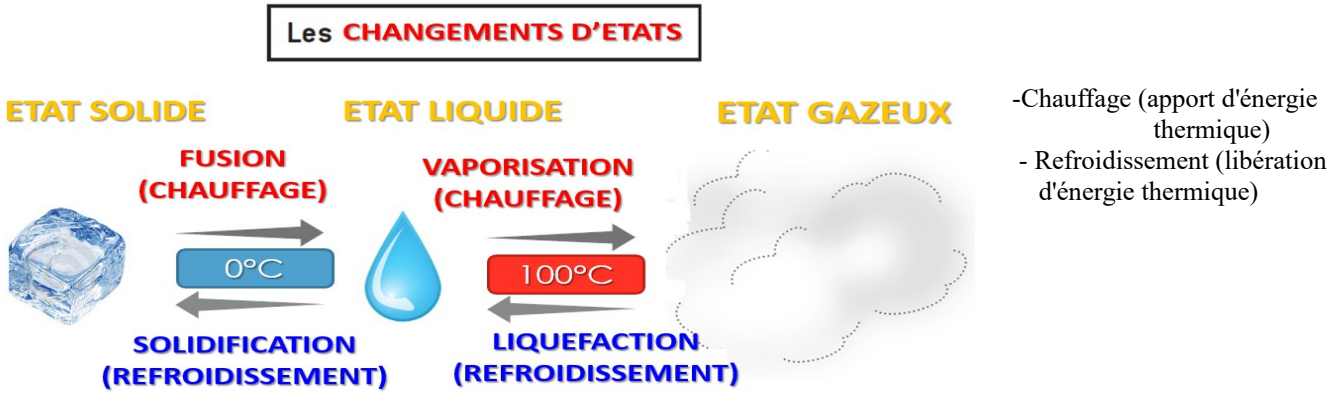 Les CHANGEMENTS D’ETATS
ETAT SOLIDE
ETAT LIQUIDE
ETAT GAZEUX
FUSION
(CHAUFFAGE)
0°C
SOLIDIFICATION
(REFROIDISSEMENT)
VAPORISATION
(CHAUFFAGE)
100°C
LIQUEFACTION
(REFROIDISSEMENT)
-Chauffage (apport d'énergie
thermique)
- Refroidissement (libération
d'énergie thermique)